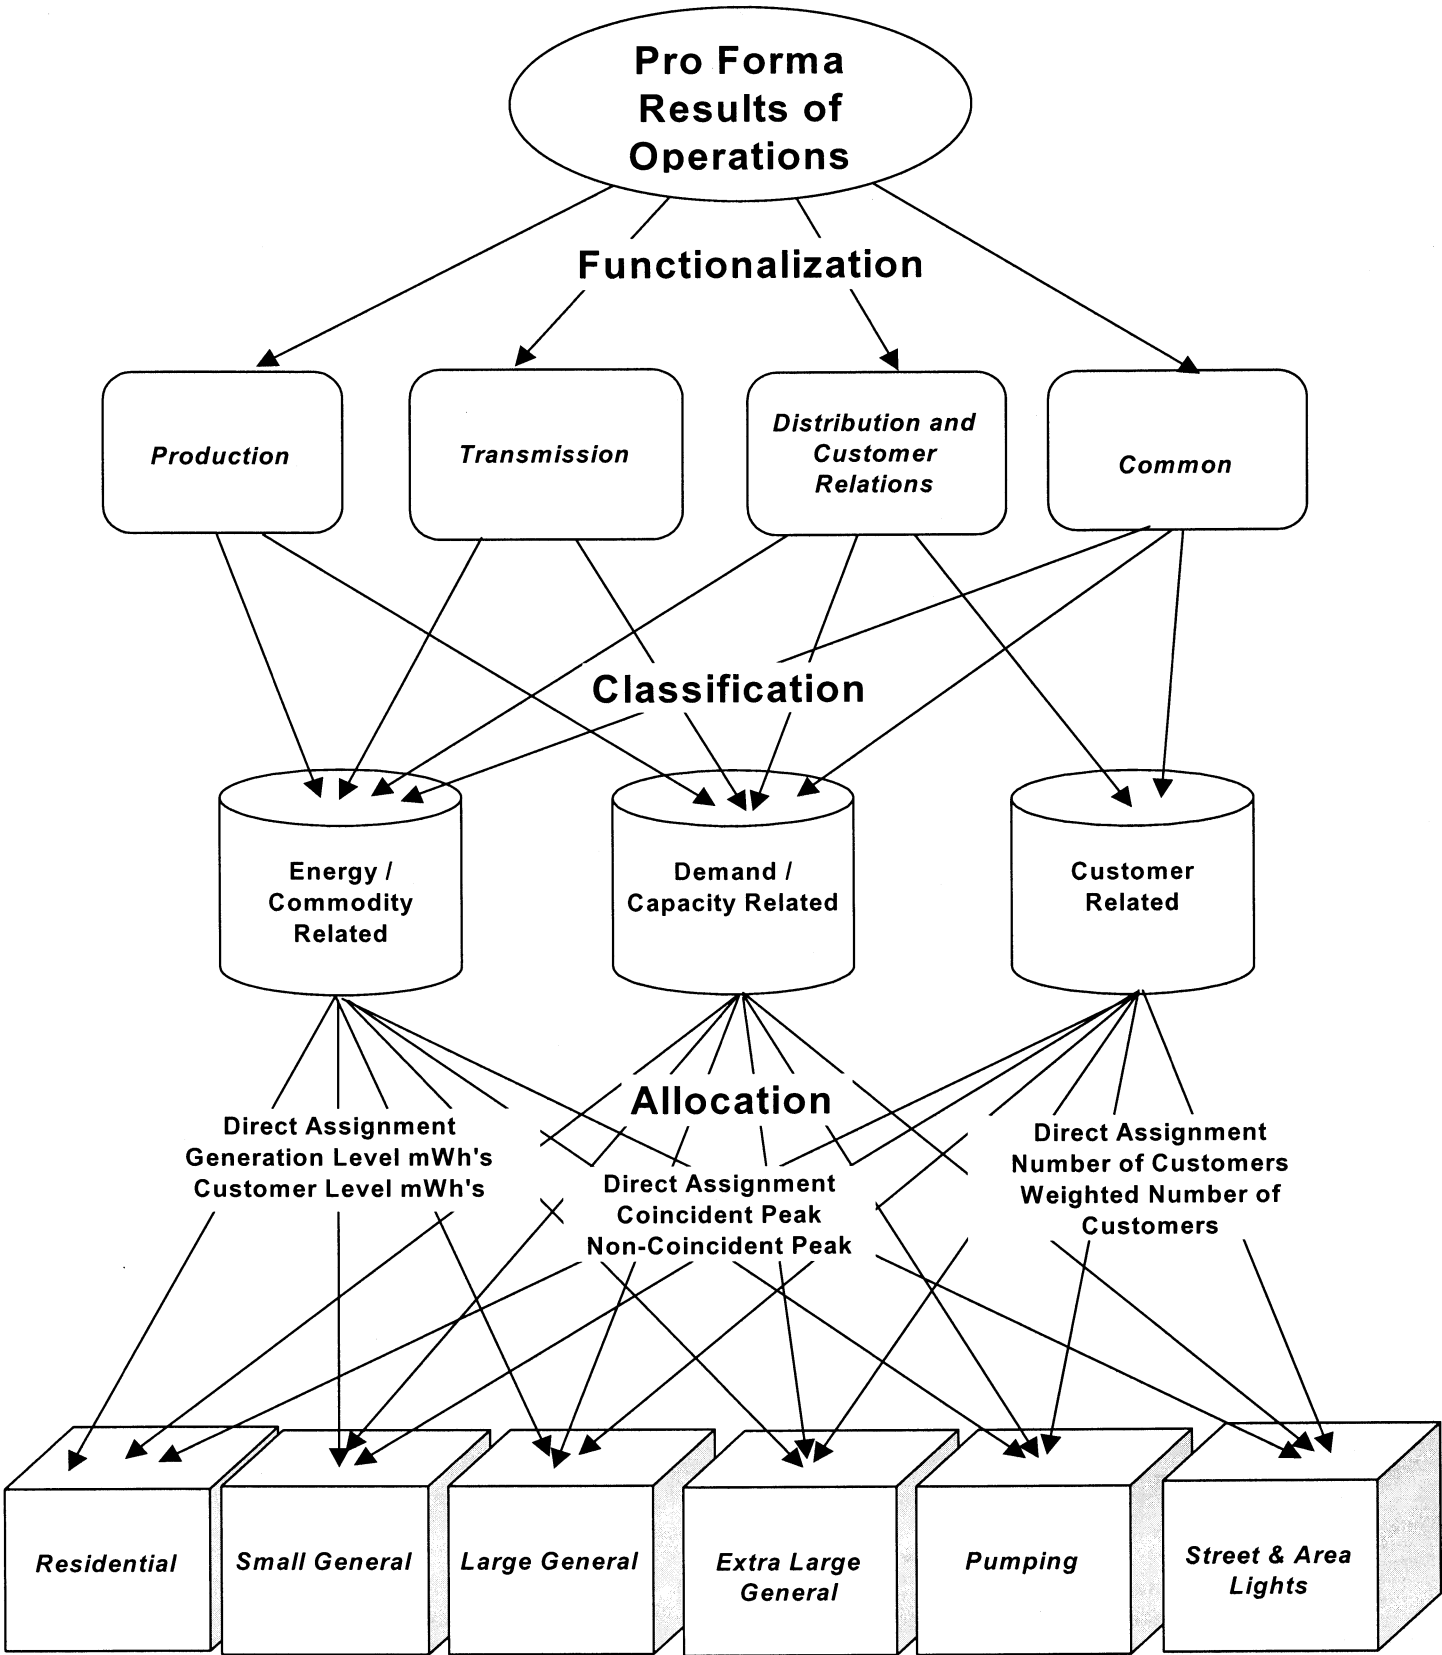 Pro Forma
Results of
Operations
Functionalization
Production
Transmission
Distribution and
Customer
Relations
Common
Classification
Energy /
Commodity
Related
Demand /
Capacity Related
Customer
Related
Allocation
Direct Assignment
Generation Level mWh's
Customer Level mWh's
Direct Assignment
Coincident Peak
Non-Coincident Peak
Direct Assignment
Number of Customers
Weighted Number of
Customers
Residential
Small General
Large General
Extra Large
General
Pumping
Street & Area
Lights